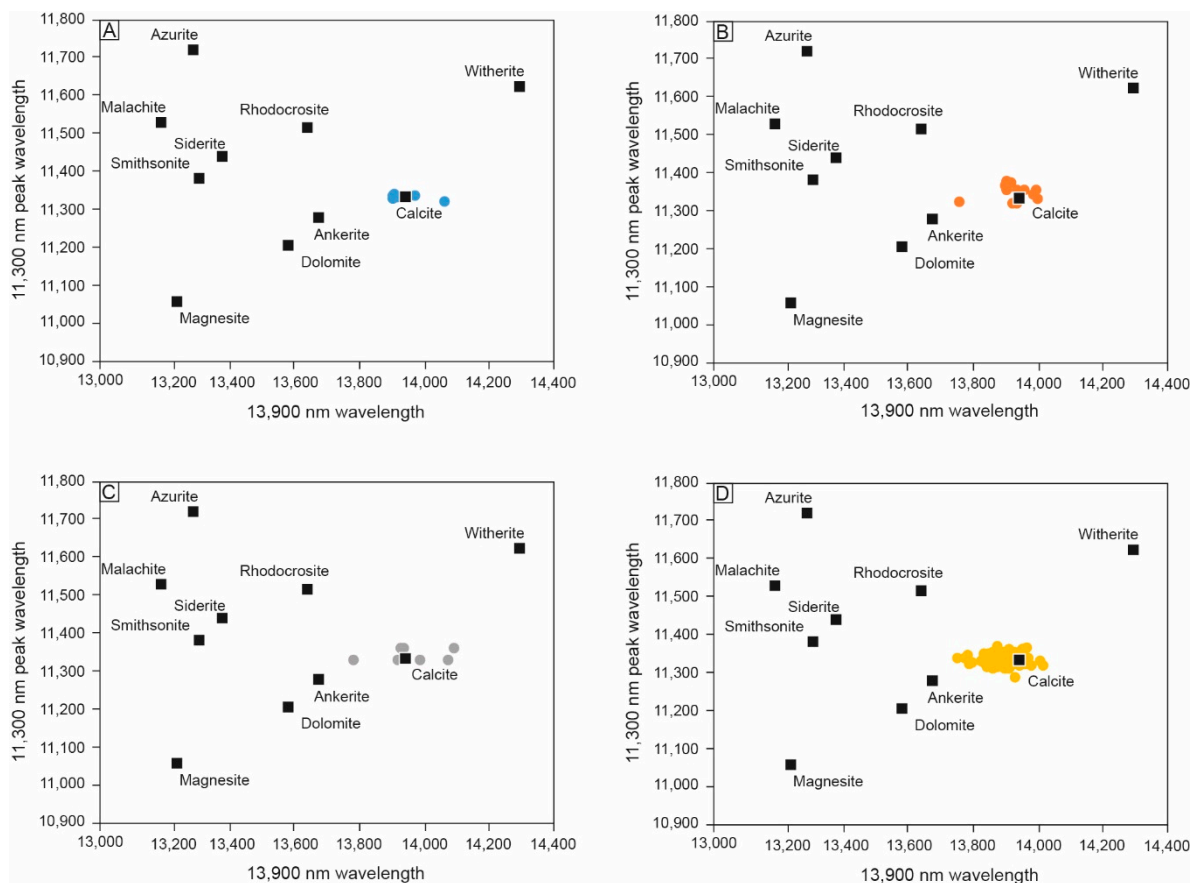 A
11,800
11,700
11,600
11,500
11,400
11,300
11,200
11,100
11,000
10,900
11,300 nm peak wavelength
Azurite
Witherite
Malachite
Rhodocrosite
Siderite
Smithsonite
Calcite
Ankerite
Dolomite
Magnesite
13,000 13,200 13,400 13,600 13,800 14,000 14,200 14,400
13,900 nm wavelength
B
11,800
11,700
11,600
11,500
11,400
11,300
11,200
11,100
11,000
10,900
11,300 nm peak wavelength
Azurite
Witherite
Malachite
Rhodocrosite
Siderite
Smithsonite
Calcite
Ankerite
Dolomite
Magnesite
13,000 13,200 13,400 13,600 13,800 14,000 14,200 14,400
13,900 nm wavelength
C
11,800
11,700
11,600
11,500
11,400
11,300
11,200
11,100
11,000
10,900
11,300 nm peak wavelength
Azurite
Witherite
Malachite
Rhodocrosite
Siderite
Smithsonite
Calcite
Ankerite
Dolomite
Magnesite
13,000 13,200 13,400 13,600 13,800 14,000 14,200 14,400
13,900 nm wavelength
D
11,800
11,700
11,600
11,500
11,400
11,300
11,200
11,100
11,000
10,900
11,300 nm peak wavelength
Azurite
Witherite
Malachite
Rhodocrosite
Siderite
Smithsonite
Calcite
Ankerite
Dolomite
Magnesite
13,000 13,200 13,400 13,600 13,800 14,000 14,200 14,400
13,900 nm wavelength